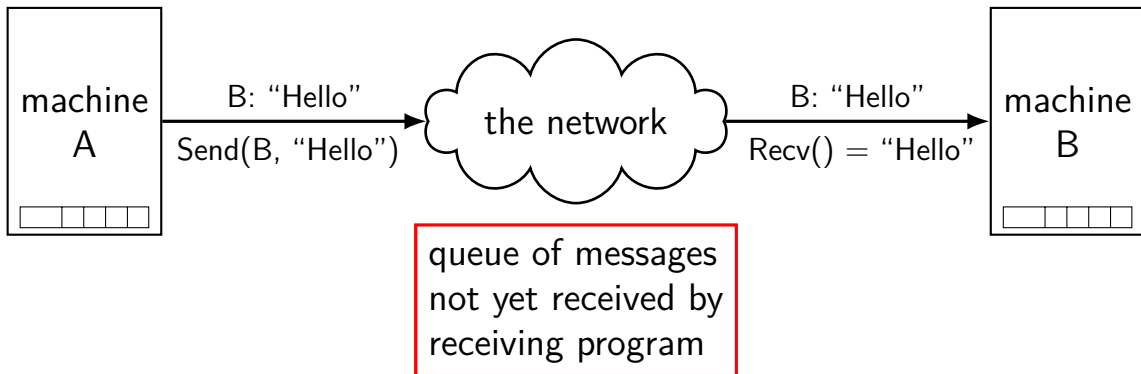 machine
A
B: “Hello”
Send(B, “Hello”)
the network
B: “Hello”
Recv() = “Hello”
machine
B
queue of messages
not yet received by
receiving program